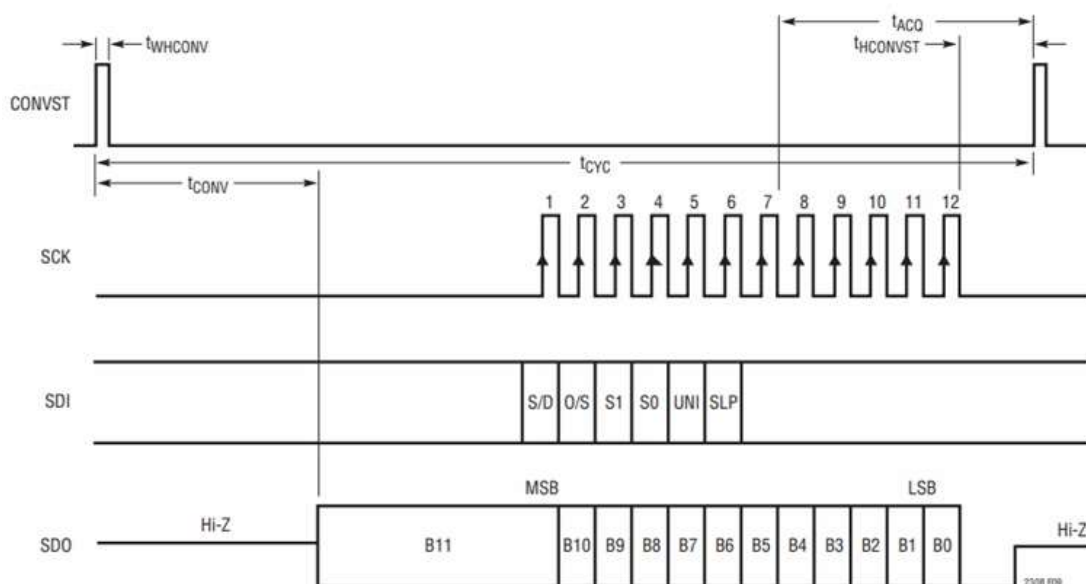 tACQ
tWHCONV
tHCONVST
CONVST
tCYC
tCONV
1 2 3 4 5 6 7 8 9 10 11 12
SCK
SDI
S/D O/S S1 S0 UNI SLP
MSB
LSB
SDO
Hi-Z
B11 B10 B9 B8 B7 B6 B5 B4 B3 B2 B1 B0
Hi-Z